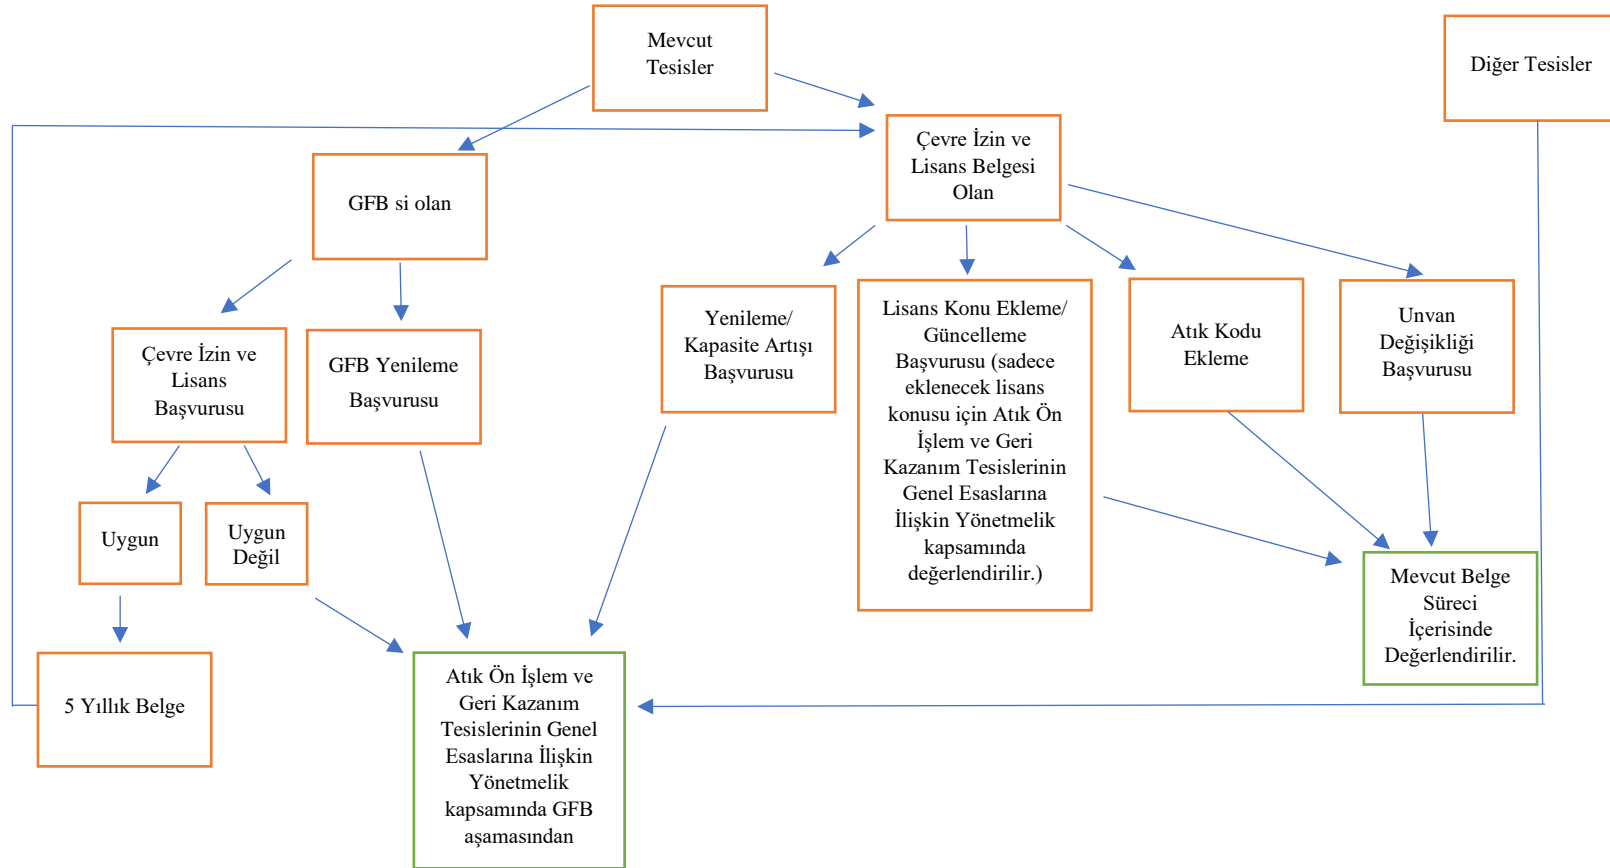 Mevcut
Tesisler
Diğer Tesisler
Çevre İzin ve
Lisans Belgesi
Olan
GFB si olan
Çevre İzin ve
Lisans
Başvurusu
GFB Yenileme
Başvurusu
Yenileme/
Kapasite Artışı
Başvurusu
Lisans Konu Ekleme/
Güncelleme
Başvurusu (sadece
eklenecek lisans
konusu için Atık Ön
İşlem ve Geri
Kazanım Tesislerinin
Genel Esaslarına
İlişkin Yönetmelik
kapsamında
değerlendirilir.)
Atık Kodu
Ekleme
Unvan
Değişikliği
Başvurusu
Uygun
Uygun
Değil
Mevcut Belge
Süreci
İçerisinde
Değerlendirilir.
5 Yıllık Belge
Atık Ön İşlem ve
Geri Kazanım
Tesislerinin Genel
Esaslarına İlişkin
Yönetmelik
kapsamında GFB
aşamasından